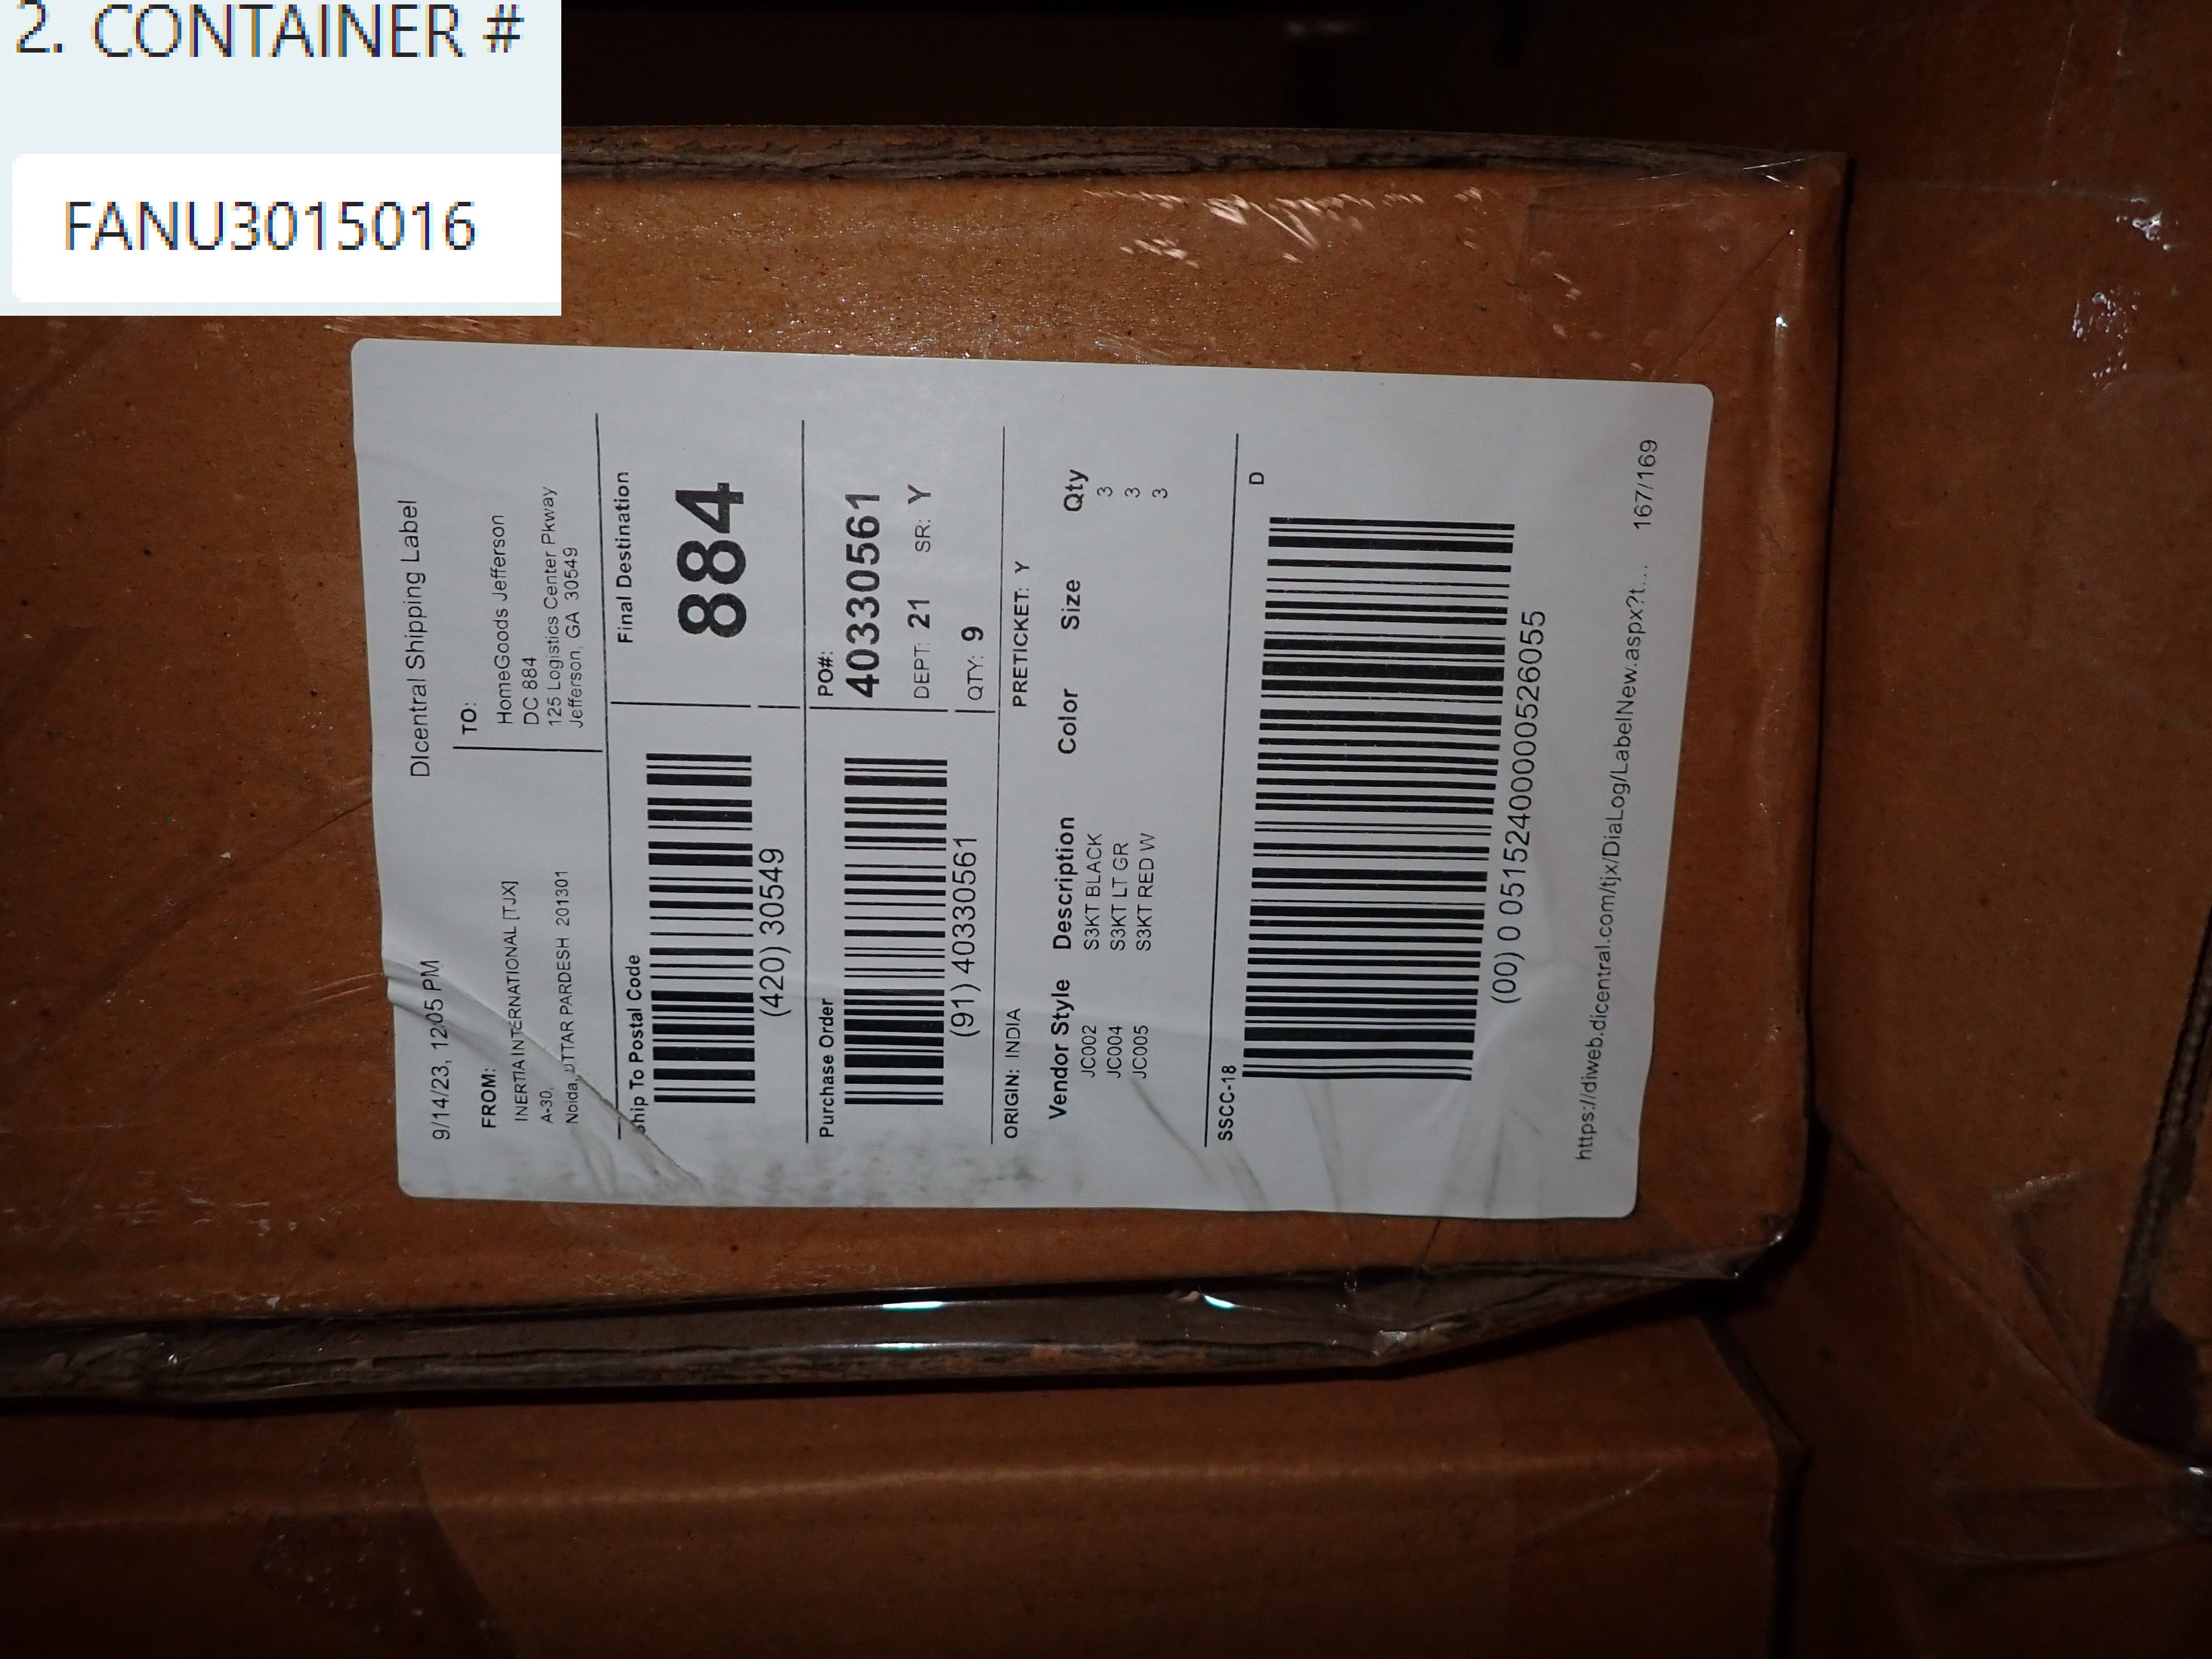 2. CONTAINER #
FANU3015016
9/14/23, 12:05 PM DIcentral Shipping Label
FROM:
INERTIA INTERNATIONAL [TJX]
A-30,
Noida, UTTAR PARDESH 201301
TO:
HomeGoods Jefferson
DC 884
125 Logistics Center Pkway
Jefferson, GA 30549
Ship To Postal Code
(420) 30549
Final Destination
884
Purchase Order
(91) 40330561
PO#:
40330561
DEPT: 21 SR: Y
QTY: 9
ORIGIN: INDIA PRETICKET: Y
Vendor Style Description Color Size Qty
JC002 S3KT BLACK 3
JC004 S3KT LT GR 3
JC005 S3KT RED W 3
SSCC-18 D
(00) 0 05152400000526055
https://diweb.dicentral.com/tjx/DiaLog/LabelNew.aspx?t... 167/169